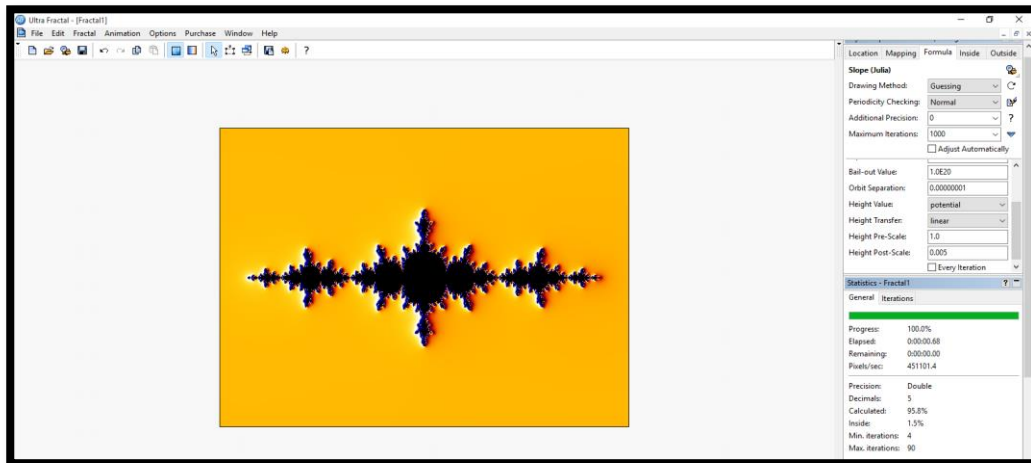 Ultra Fractal - [Fractal1]
File Edit Fractal Animation Options Purchase Window Help
Location Mapping Formula Inside Outside
Slope (Julia)
Drawing Method: Guessing
Periodicity Checking: Normal
Additional Precision: 0
Maximum Iterations: 1000
Adjust Automatically
Bail-out Value: 1.0E20
Orbit Separation: 0.00000001
Height Value: potential
Height Transfer: linear
Height Pre-Scale: 1.0
Height Post-Scale: 0.005
Every Iteration
Statistics - Fractal1
General Iterations
Progress: 100.0%
Elapsed: 0:00:00.68
Remaining: 0:00:00.00
Pixels/sec: 451101.4
Precision: Double
Decimals: 5
Calculated: 95.8%
Inside: 1.5%
Min. iterations: 4
Max. iterations: 90